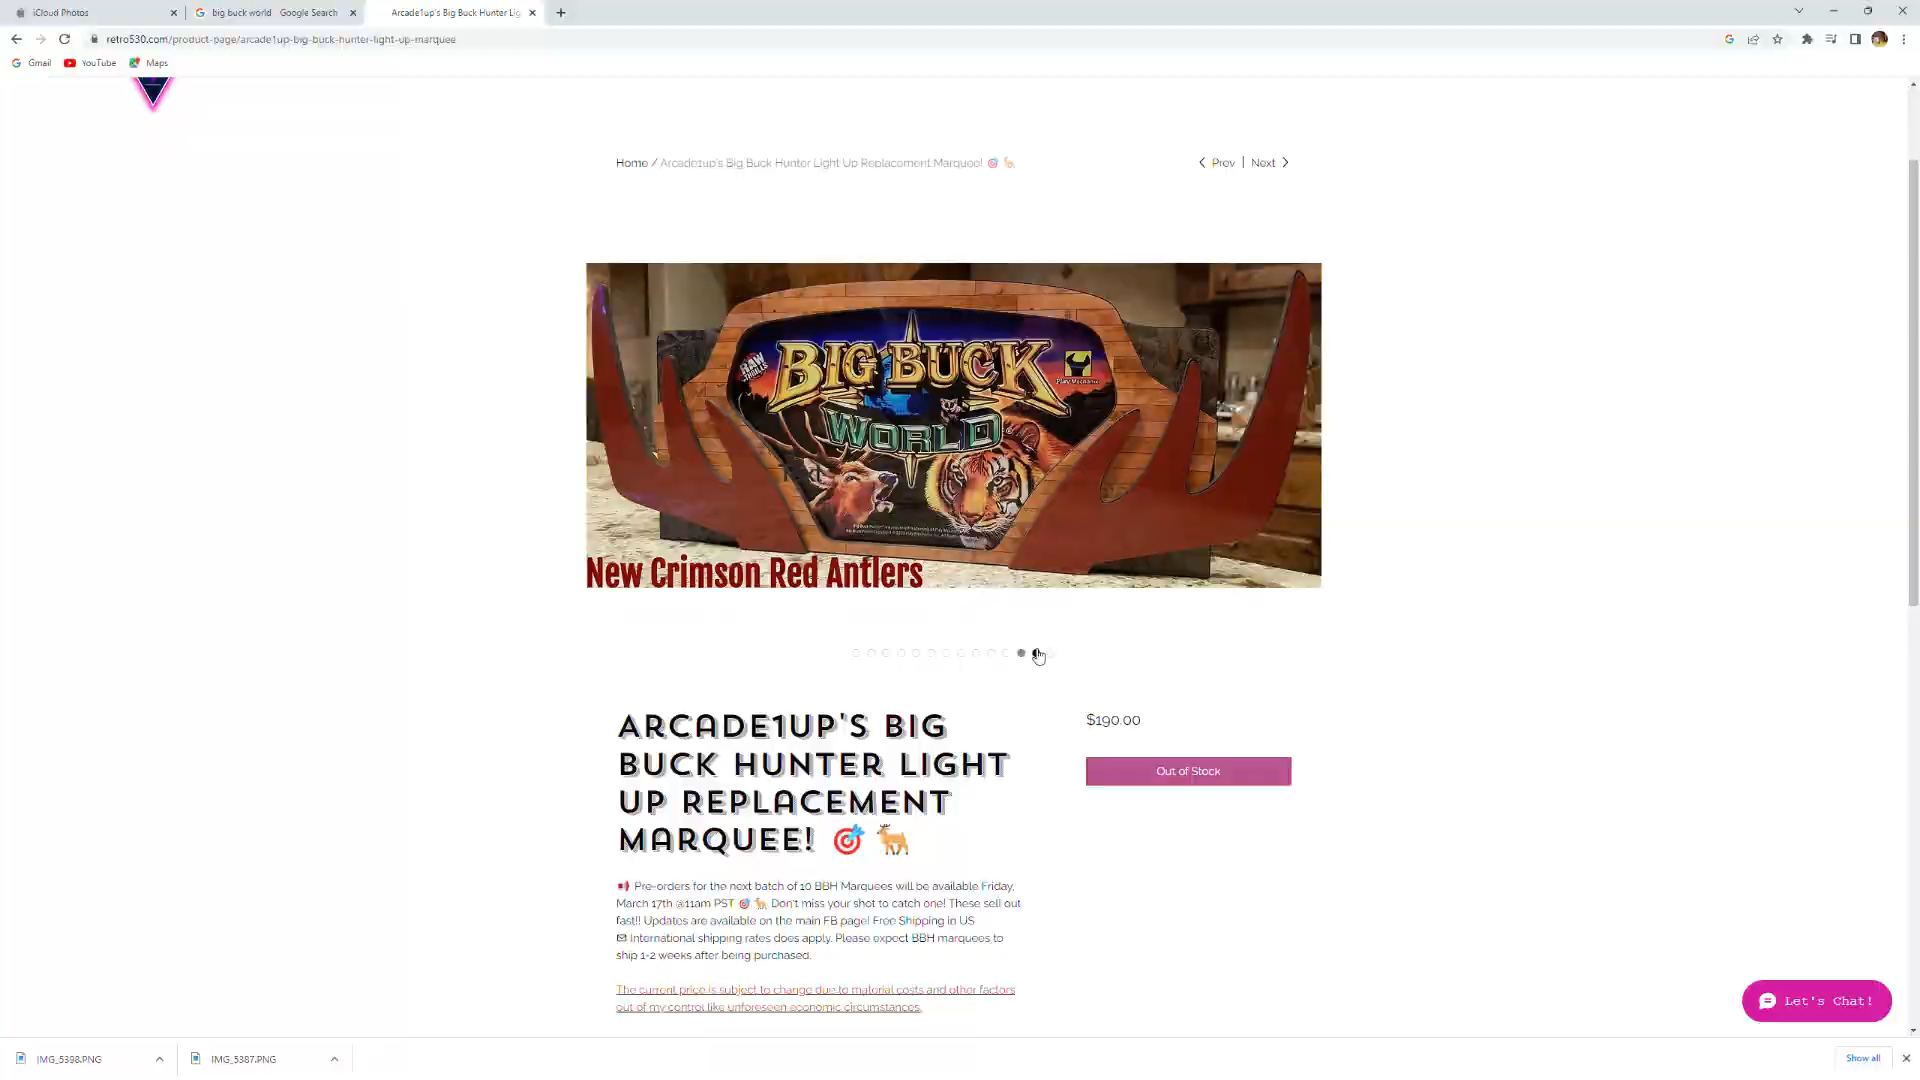 iCloud Photos
big buck world - Google Search
Arcade1up's Big Buck Hunter Lig
retro530.com/product-page/arcade1up-big-buck-hunter-light-up-marquee
Gmail
YouTube
Maps
Home / Arcade1up's Big Buck Hunter Light Up Replacement Marquee! 🎯 🦌
Prev | Next
RAW THRILLS
BIG BUCK
WORLD
Play Mechanix
New Crimson Red Antlers
ARCADE1UP'S BIG
BUCK HUNTER LIGHT
UP REPLACEMENT
MARQUEE! 🎯 🦌
$190.00
Out of Stock
📢 Pre-orders for the next batch of 10 BBH Marquees will be available Friday,
March 17th @11am PST 🎯 🦌 Don't miss your shot to catch one! These sell out
fast!! Updates are available on the main FB page! Free Shipping in US
✉ International shipping rates does apply. Please expect BBH marquees to
ship 1-2 weeks after being purchased.
The current price is subject to change due to material costs and other factors
out of my control like unforeseen economic circumstances.
Let's Chat!
IMG_5398.PNG
IMG_5387.PNG
Show all